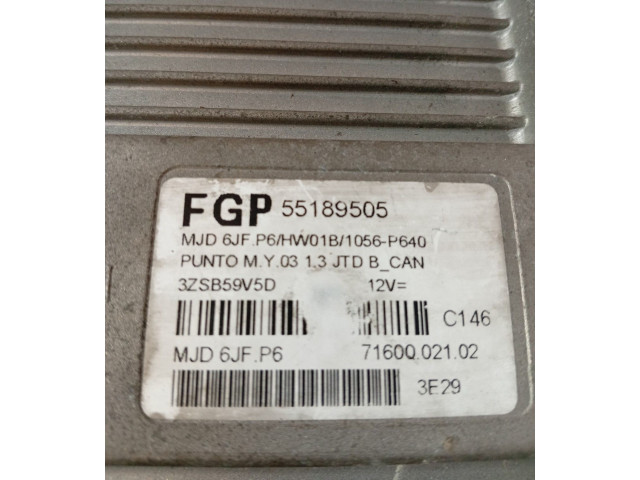 FGP 55189505
MJD 6JF.P6/HW01B/1056-P640
PUNTO M.Y.03 1.3 JTD B_CAN
3ZSB59V5D 12V=
C146
MJD 6JF.P6 71600.021.02
3E29